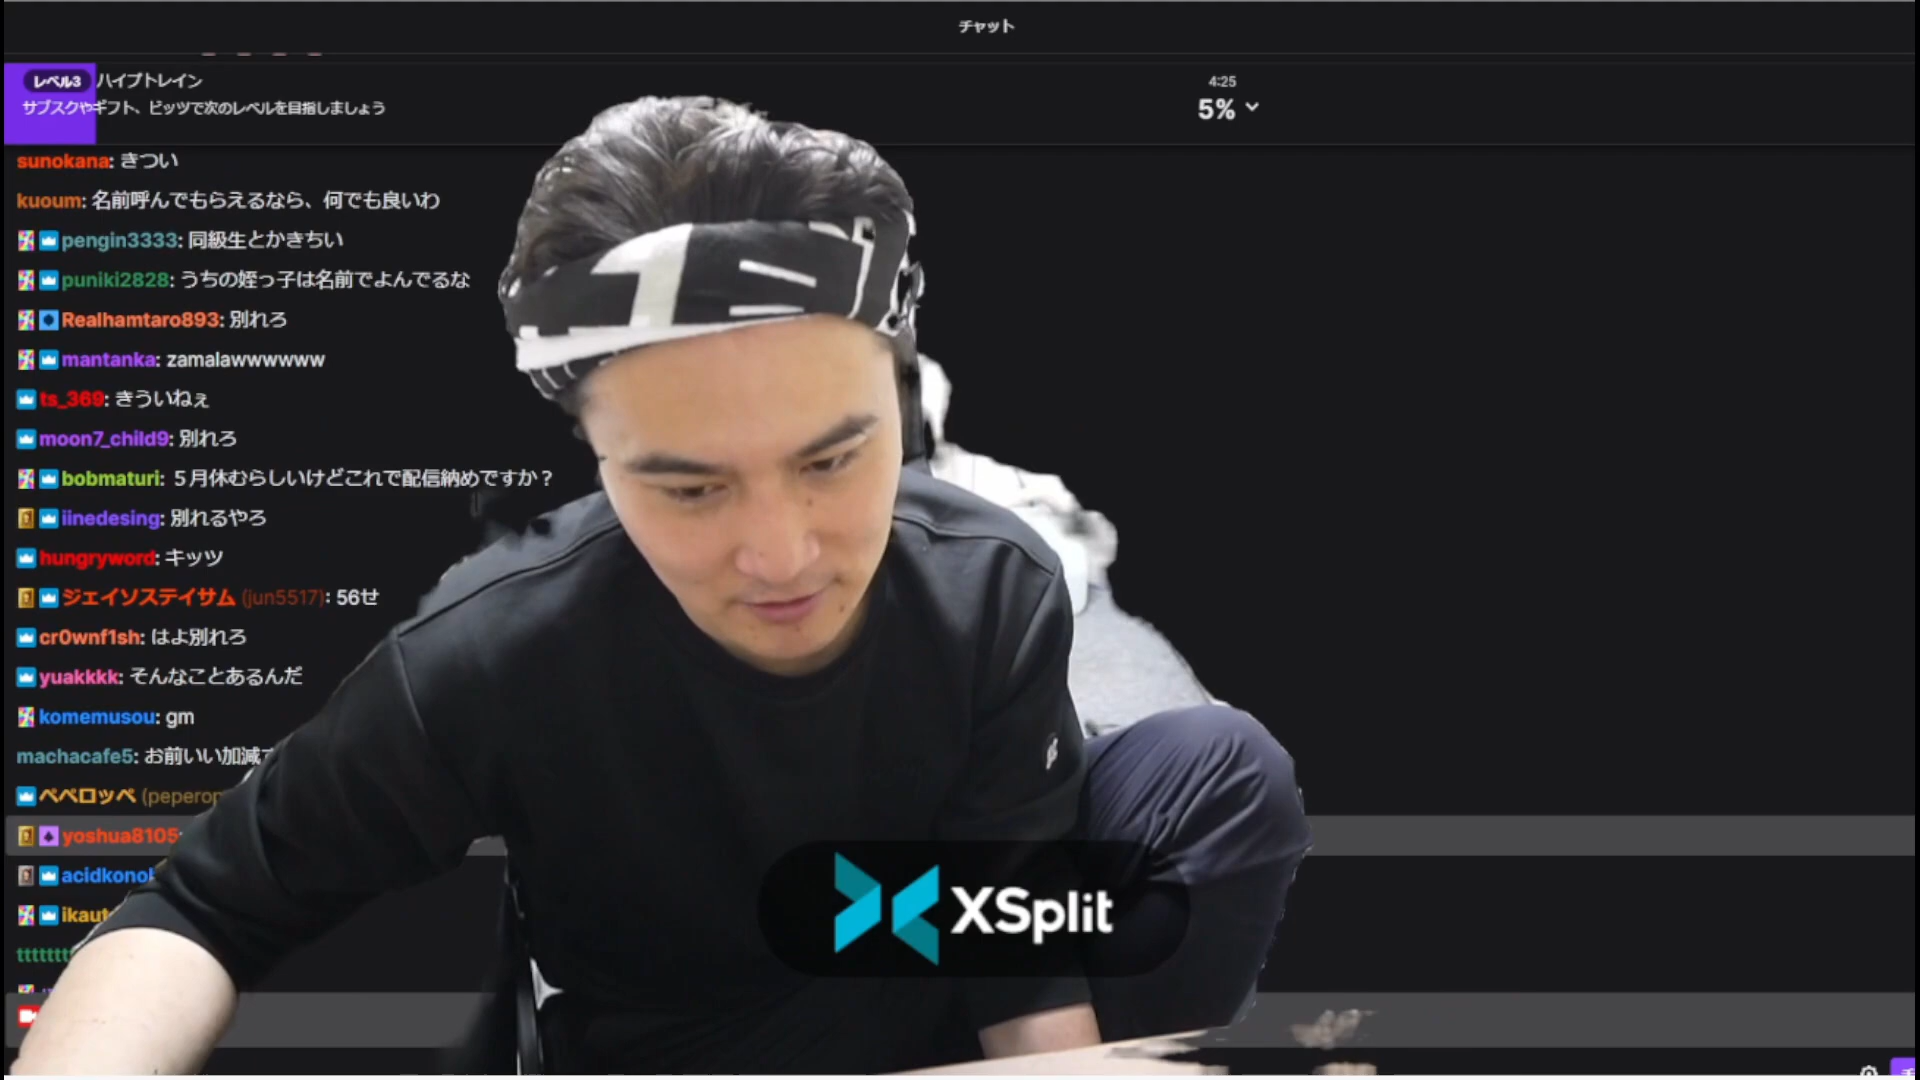 チャット
レベル3 ハイプトレイン
サブスクやギフト、ビッツで次のレベルを目指しましょう
4:25
5%
sunokana: きつい
kuoum: 名前呼んでもらえるなら、何でも良いわ
pengin3333: 同級生とかきちい
puniki2828: うちの姪っ子は名前でよんでるな
Realhamtaro893: 別れろ
mantanka: zamalawwwwww
ts_369: きういねぇ
moon7_child9: 別れろ
bobmaturi: 5月休むらしいけどこれで配信納めですか？
iinedesing: 別れるやろ
hungryword: キッツ
ジェイソステイサム (jun5517): 56せ
cr0wnf1sh: はよ別れろ
yuakkkk: そんなことあるんだ
komemusou: gm
machacafe5: お前いい加減
ペペロッペ (peperop
yoshua8105:
acidkono
ikaut
ttttttt
XSplit